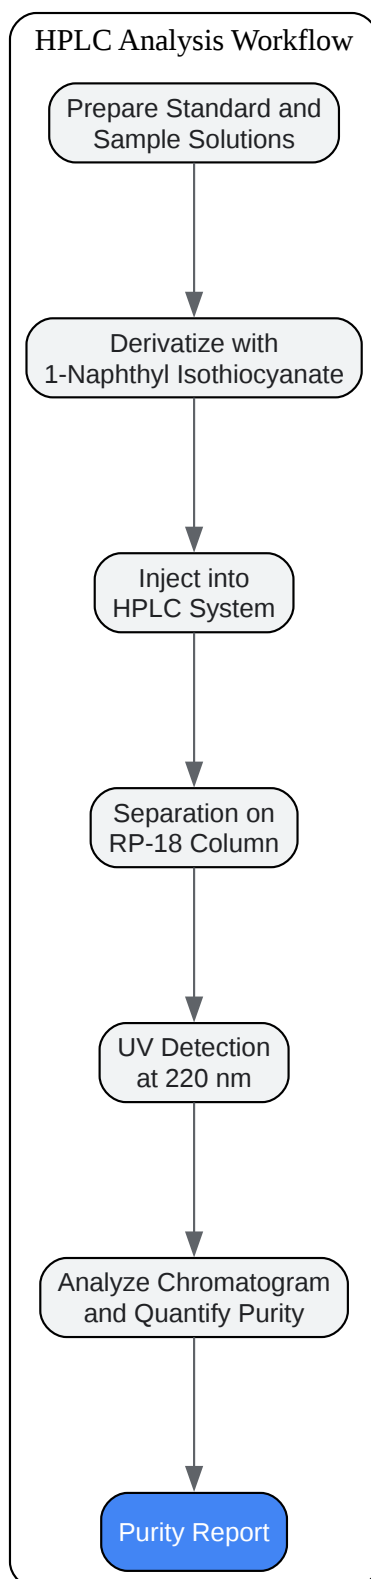 HPLC Analysis Workflow
Prepare Standard and
Sample Solutions
Derivatize with
1-Naphthyl Isothiocyanate
Inject into
HPLC System
Separation on
RP-18 Column
UV Detection
at 220 nm
Analyze Chromatogram
and Quantify Purity
Purity Report